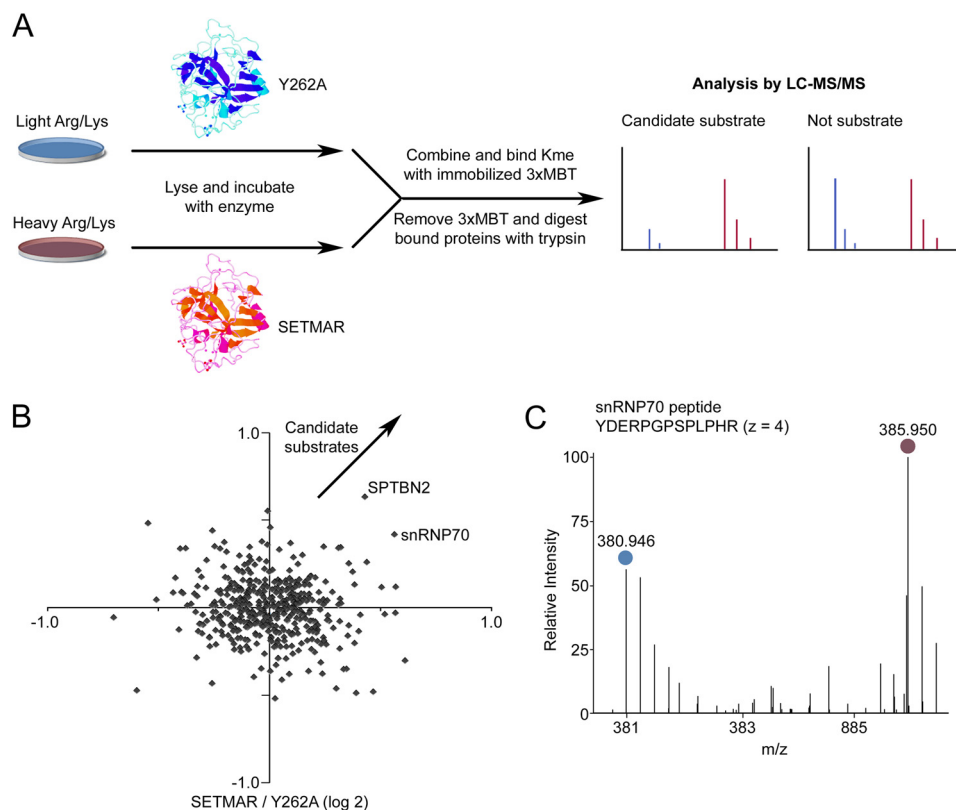 A
Light Arg/Lys
Y262A
Heavy Arg/Lys
Lyse and incubate
with enzyme
SETMAR
Combine and bind Kme
with immobilized 3xMBT
Remove 3xMBT and digest
bound proteins with trypsin
Analysis by LC-MS/MS
Candidate substrate
Not substrate
B
1.0
Candidate
substrates
SPTBN2
snRNP70
-1.0
1.0
-1.0
SETMAR / Y262A (log 2)
C
snRNP70 peptide
YDERPGPSPLPHR (z = 4)
385.950
380.946
100
75
50
25
0
Relative Intensity
381
383
885
m/z